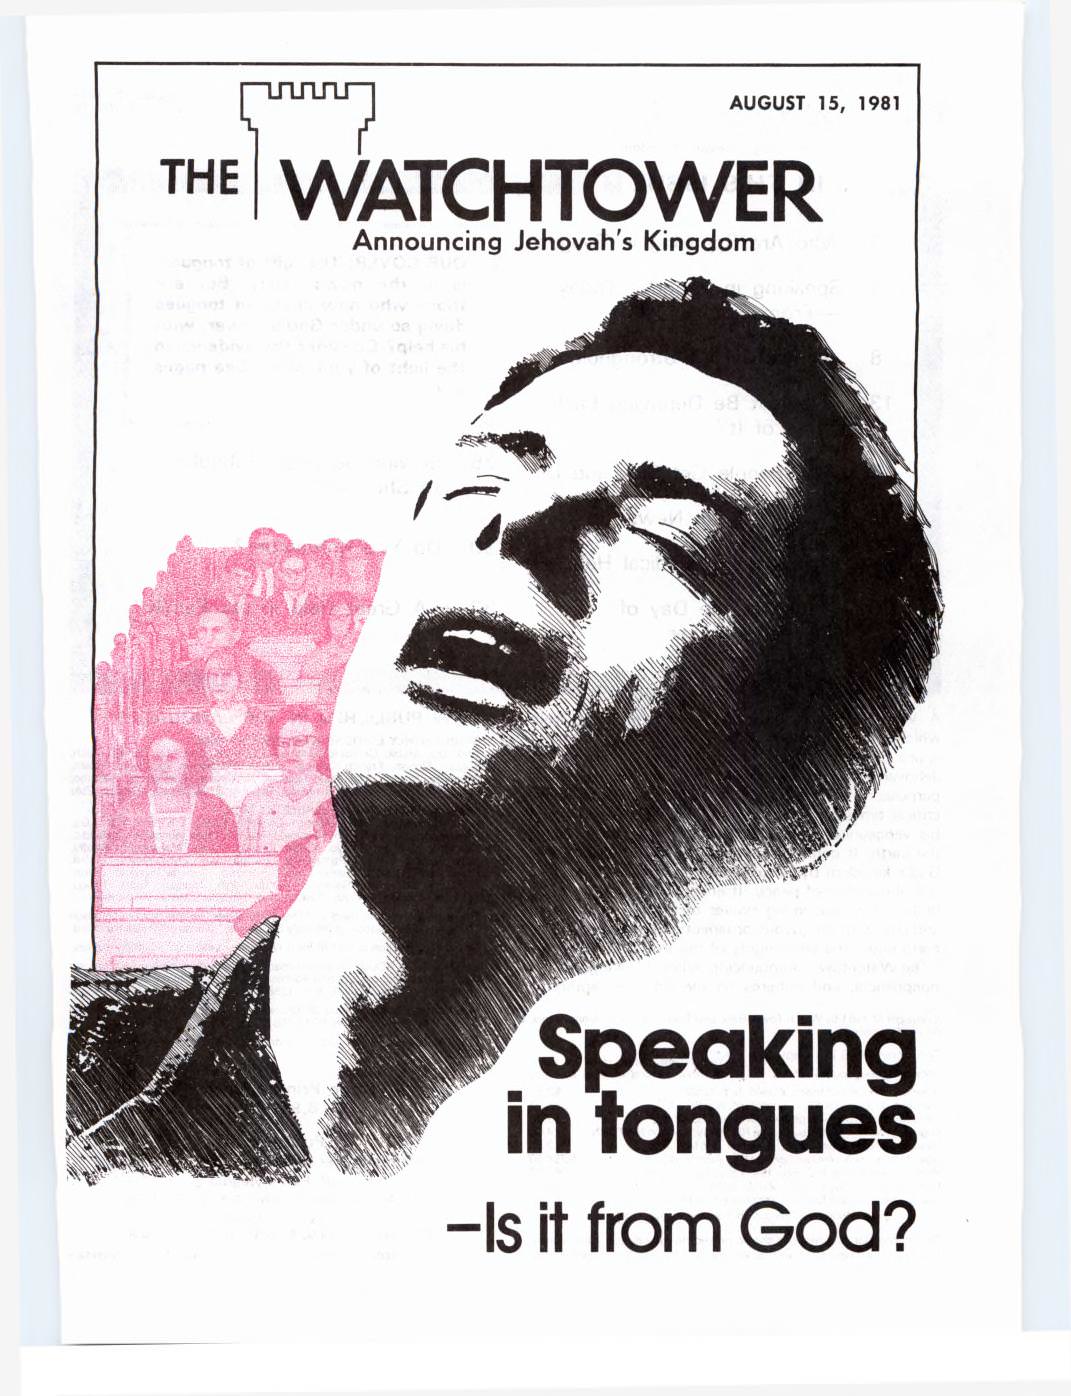 AUGUST 15, 1981
THE WATCHTOWER
Announcing Jehovah's Kingdom
Speaking
in tongues
–Is it from God?